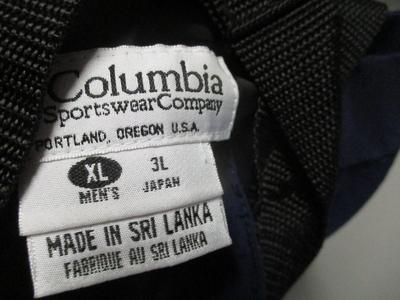 Columbia
Sportswear Company
PORTLAND, OREGON U.S.A.
XL 3L
MEN'S JAPAN
MADE IN SRI LANKA
FABRIQUE AU SRI LANKA